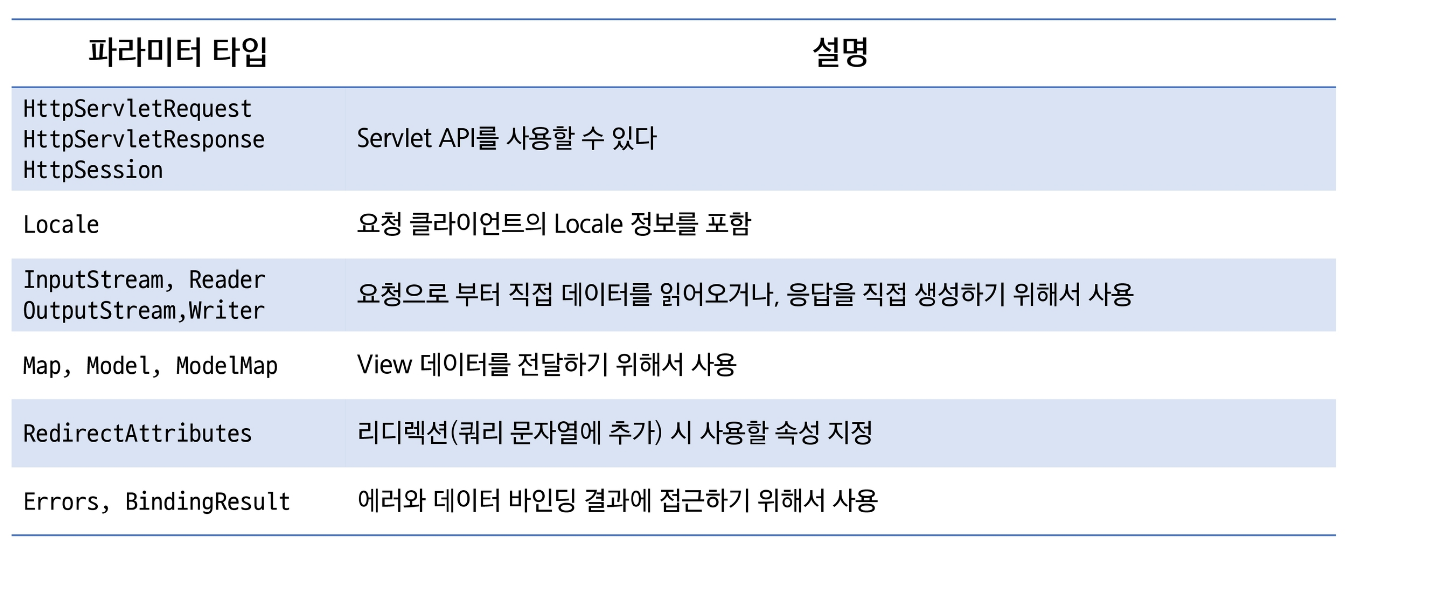 파라미터 타입 설명
HttpServletRequest
HttpServletResponse
HttpSession
Servlet API를 사용할 수 있다
Locale 요청 클라이언트의 Locale 정보를 포함
InputStream, Reader
OutputStream,Writer
요청으로 부터 직접 데이터를 읽어오거나, 응답을 직접 생성하기 위해서 사용
Map, Model, ModelMap View 데이터를 전달하기 위해서 사용
RedirectAttributes 리디렉션(쿼리 문자열에 추가) 시 사용할 속성 지정
Errors, BindingResult 에러와 데이터 바인딩 결과에 접근하기 위해서 사용